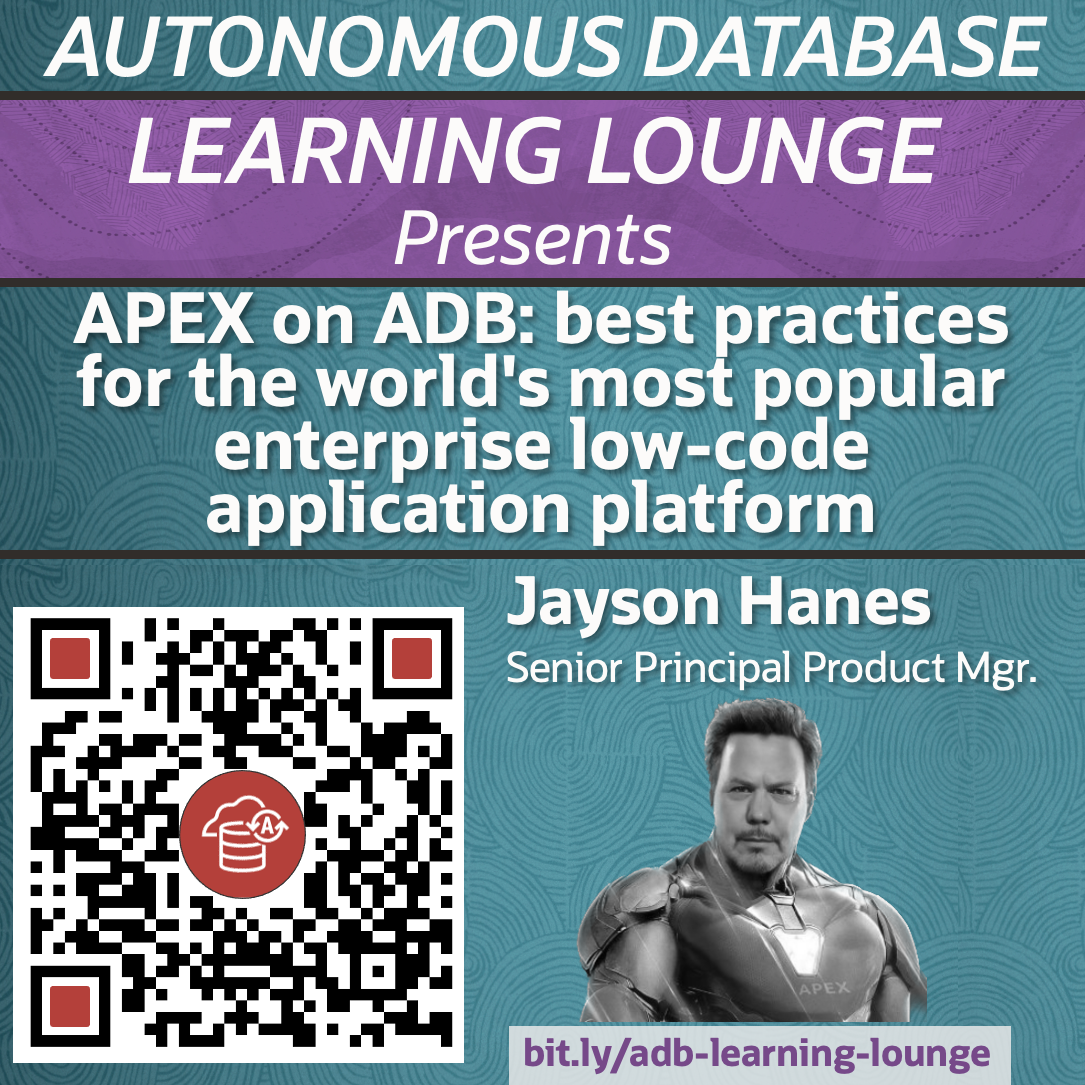 AUTONOMOUS DATABASE
LEARNING LOUNGE
Presents
APEX on ADB: best practices
for the world's most popular
enterprise low-code
application platform
Jayson Hanes
Senior Principal Product Mgr.
A
APEX
bit.ly/adb-learning-lounge